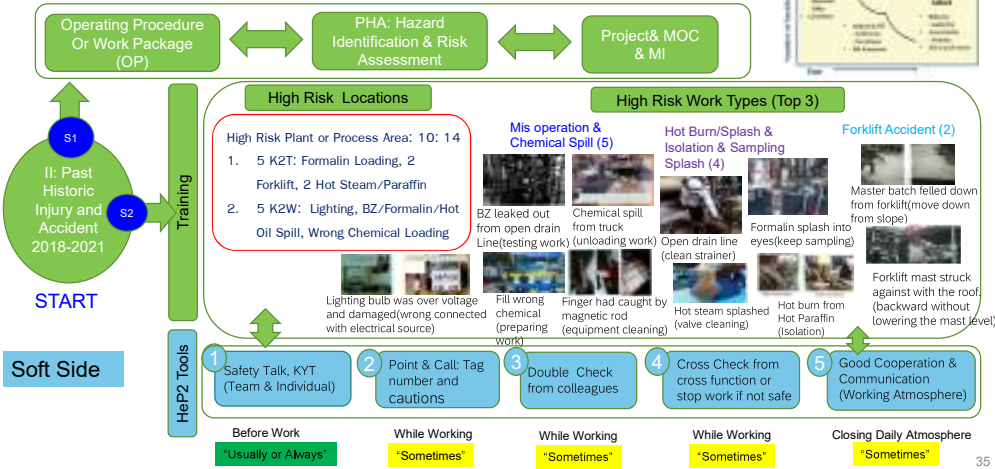 Operating Procedure
Or Work Package
(OP)
PHA: Hazard
Identification & Risk
Assessment
Project& MOC
& MI
S1
II: Past
Historic
Injury and
Accident
2018-2021
S2
START
Soft Side
Training
High Risk Locations
High Risk Plant or Process Area: 10: 14
1. 5 K2T: Formalin Loading, 2
Forklift, 2 Hot Steam/Paraffin
2. 5 K2W: Lighting, BZ/Formalin/Hot
Oil Spill, Wrong Chemical Loading
High Risk Work Types (Top 3)
Mis operation &
Chemical Spill (5)
BZ leaked out
from open drain
Line(testing work)
Chemical spill
from truck
(unloading work)
Lighting bulb was over voltage
and damaged(wrong connected
with electrical source)
Fill wrong
chemical
(preparing
work)
Finger had caught by
magnetic rod
(equipment cleaning)
Hot Burn/Splash &
Isolation & Sampling
Splash (4)
Open drain line
(clean strainer)
Formalin splash into
eyes(keep sampling)
Hot steam splashed
(valve cleaning)
Hot burn from
Hot Paraffin
(Isolation)
Forklift Accident (2)
Master batch felled down
from forklift(move down
from slope)
Forklift mast struck
against with the roof.
(backward without
lowering the mast level)
HeP2 Tools
1
Safety Talk, KYT
(Team & Individual)
2
Point & Call: Tag
number and
cautions
3
Double Check
from colleagues
4
Cross Check from
cross function or
stop work if not safe
5
Good Cooperation &
Communication
(Working Atmosphere)
Before Work
"Usually or Always"
While Working
"Sometimes"
While Working
"Sometimes"
While Working
"Sometimes"
Closing Daily Atmosphere
"Sometimes"
35